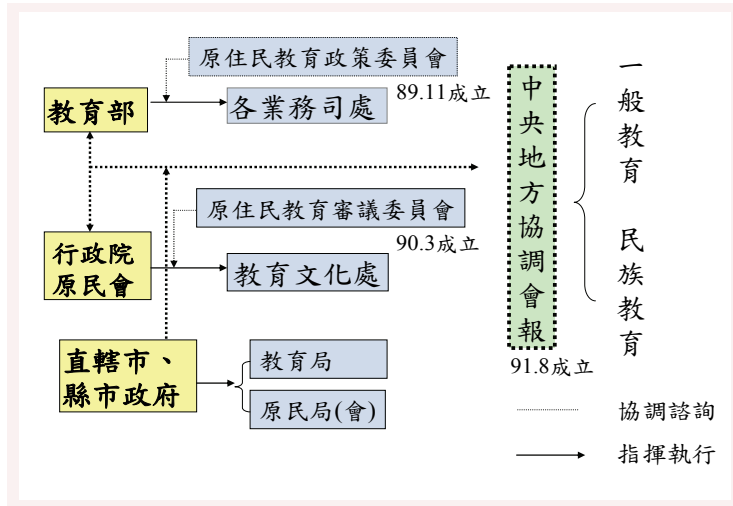 原住民教育政策委員會
89.11成立
教育部
各業務司處
原住民教育審議委員會
90.3成立
行政院
原民會
教育文化處
直轄市、
縣市政府
教育局
原民局(會)
中央地方協調會報
91.8成立
一般教育
民族教育
協調諮詢
指揮執行